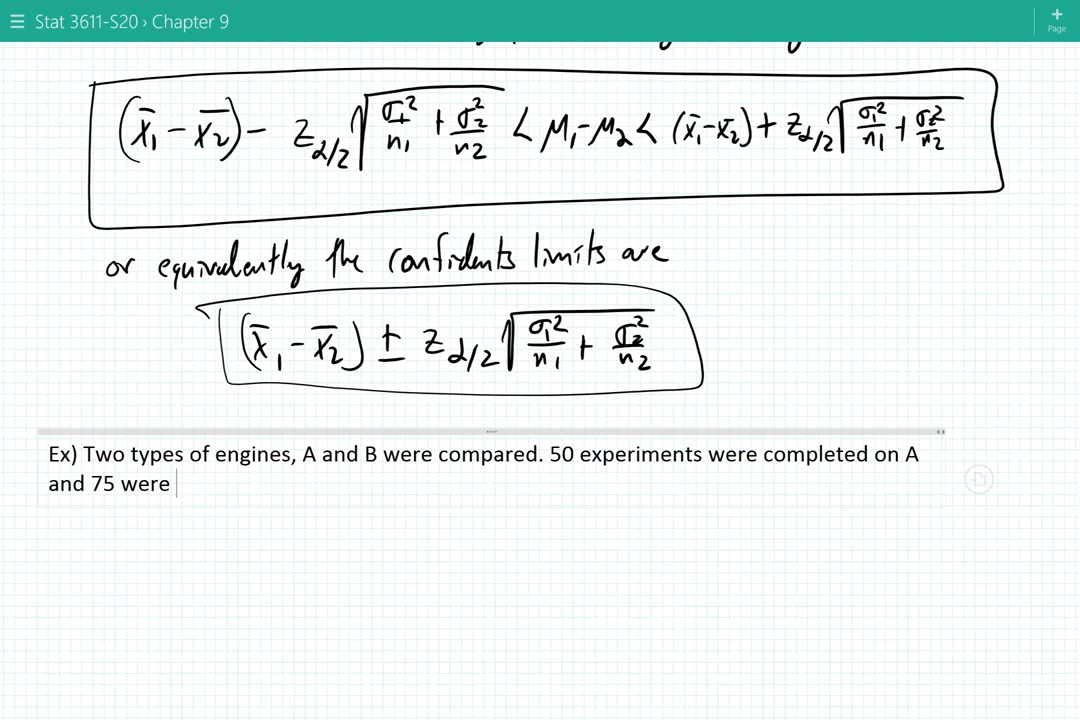 Stat 3611-S20 › Chapter 9
Page
(x̄₁ - x̄₂) - z_{α/2} √(σ₁²/n₁ + σ₂²/n₂) < μ₁-μ₂ < (x̄₁-x̄₂) + z_{α/2} √(σ₁²/n₁ + σ₂²/n₂)
or equivalently the confidents limits are
(x̄₁ - x̄₂) ± z_{α/2} √(σ₁²/n₁ + σ₂²/n₂)
Ex) Two types of engines, A and B were compared. 50 experiments were completed on A
and 75 were